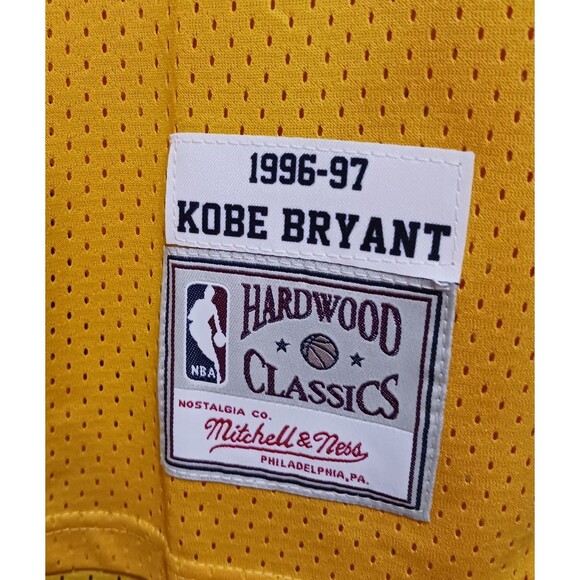 1996-97
KOBE BRYANT
HARDWOOD
CLASSICS
NBA
NOSTALGIA CO.
Mitchell & Ness
PHILADELPHIA, PA.